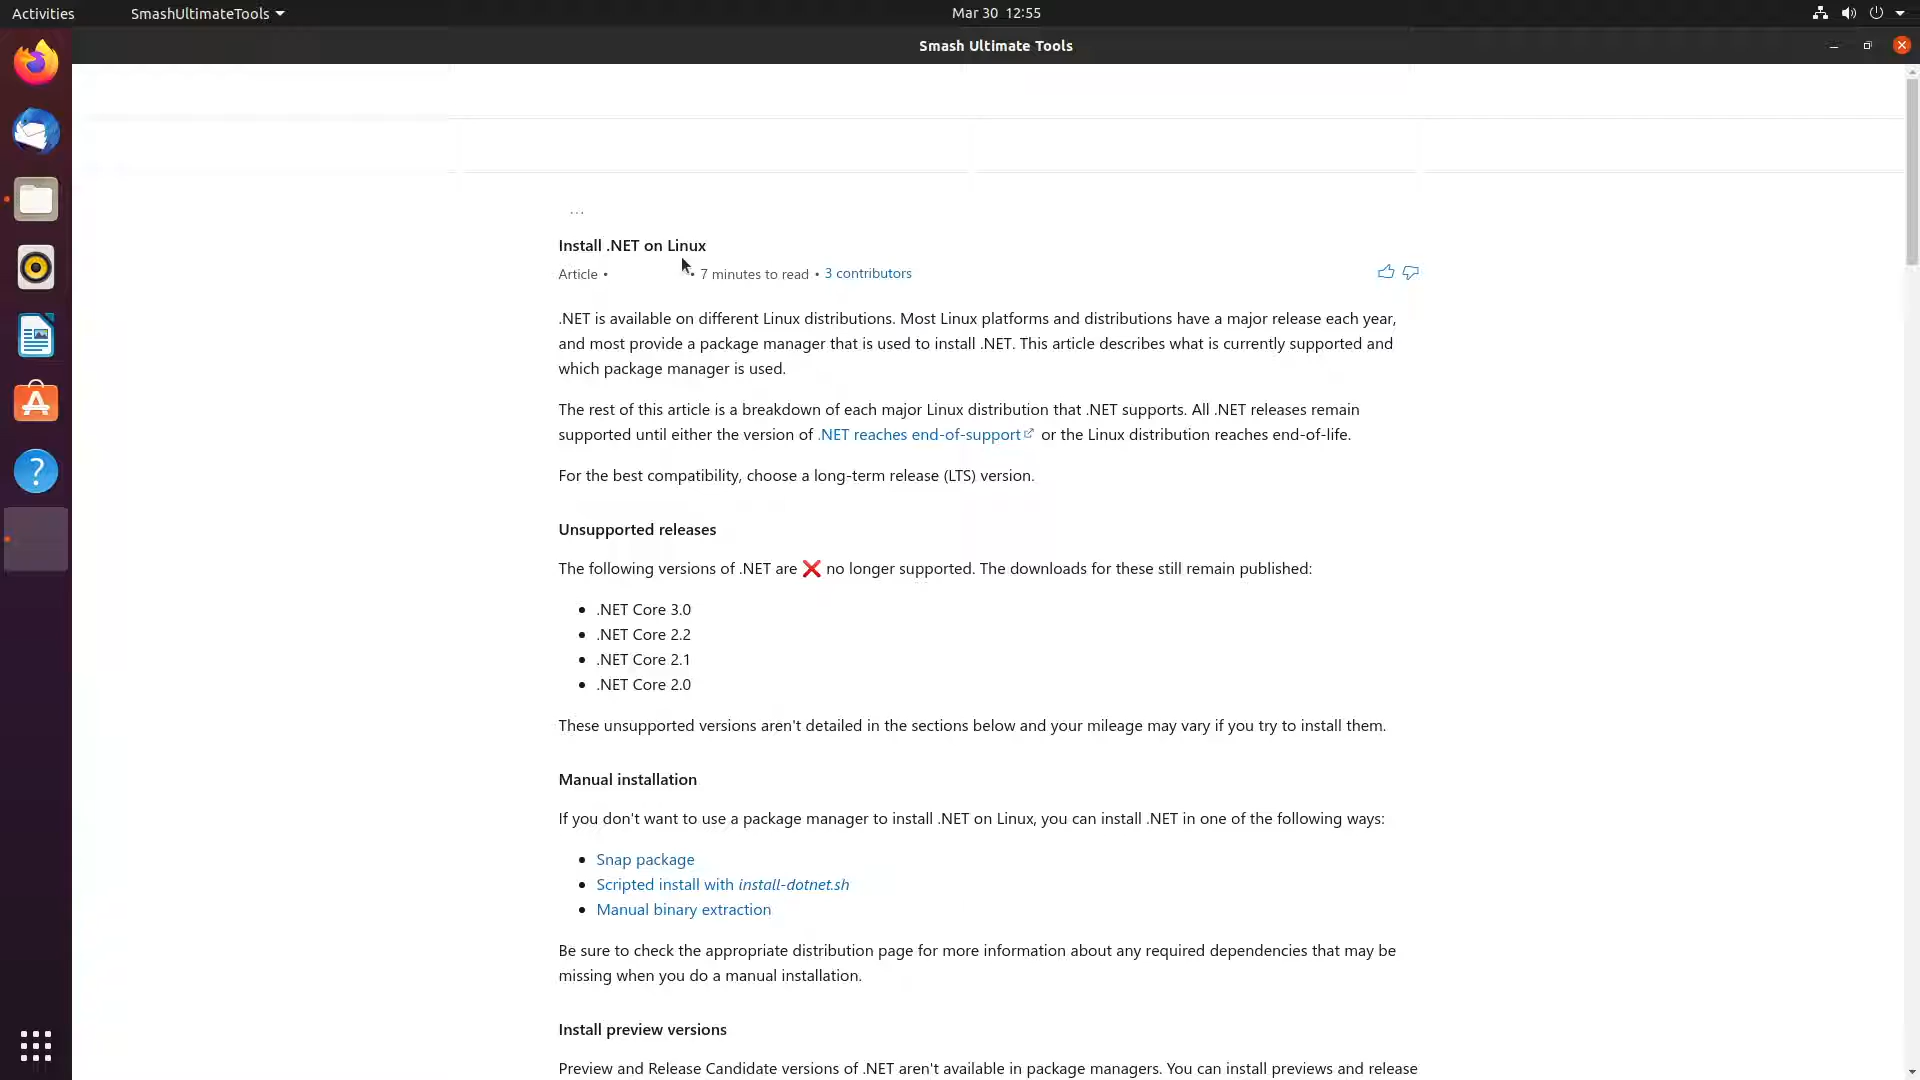 Activities
SmashUltimateTools
Mar 30 12:55
Smash Ultimate Tools
...
Install .NET on Linux
Article • • 7 minutes to read • 3 contributors
.NET is available on different Linux distributions. Most Linux platforms and distributions have a major release each year,
and most provide a package manager that is used to install .NET. This article describes what is currently supported and
which package manager is used.
The rest of this article is a breakdown of each major Linux distribution that .NET supports. All .NET releases remain
supported until either the version of .NET reaches end-of-support or the Linux distribution reaches end-of-life.
For the best compatibility, choose a long-term release (LTS) version.
Unsupported releases
The following versions of .NET are ❌ no longer supported. The downloads for these still remain published:
• .NET Core 3.0
• .NET Core 2.2
• .NET Core 2.1
• .NET Core 2.0
These unsupported versions aren't detailed in the sections below and your mileage may vary if you try to install them.
Manual installation
If you don't want to use a package manager to install .NET on Linux, you can install .NET in one of the following ways:
• Snap package
• Scripted install with install-dotnet.sh
• Manual binary extraction
Be sure to check the appropriate distribution page for more information about any required dependencies that may be
missing when you do a manual installation.
Install preview versions
Preview and Release Candidate versions of .NET aren't available in package managers. You can install previews and release